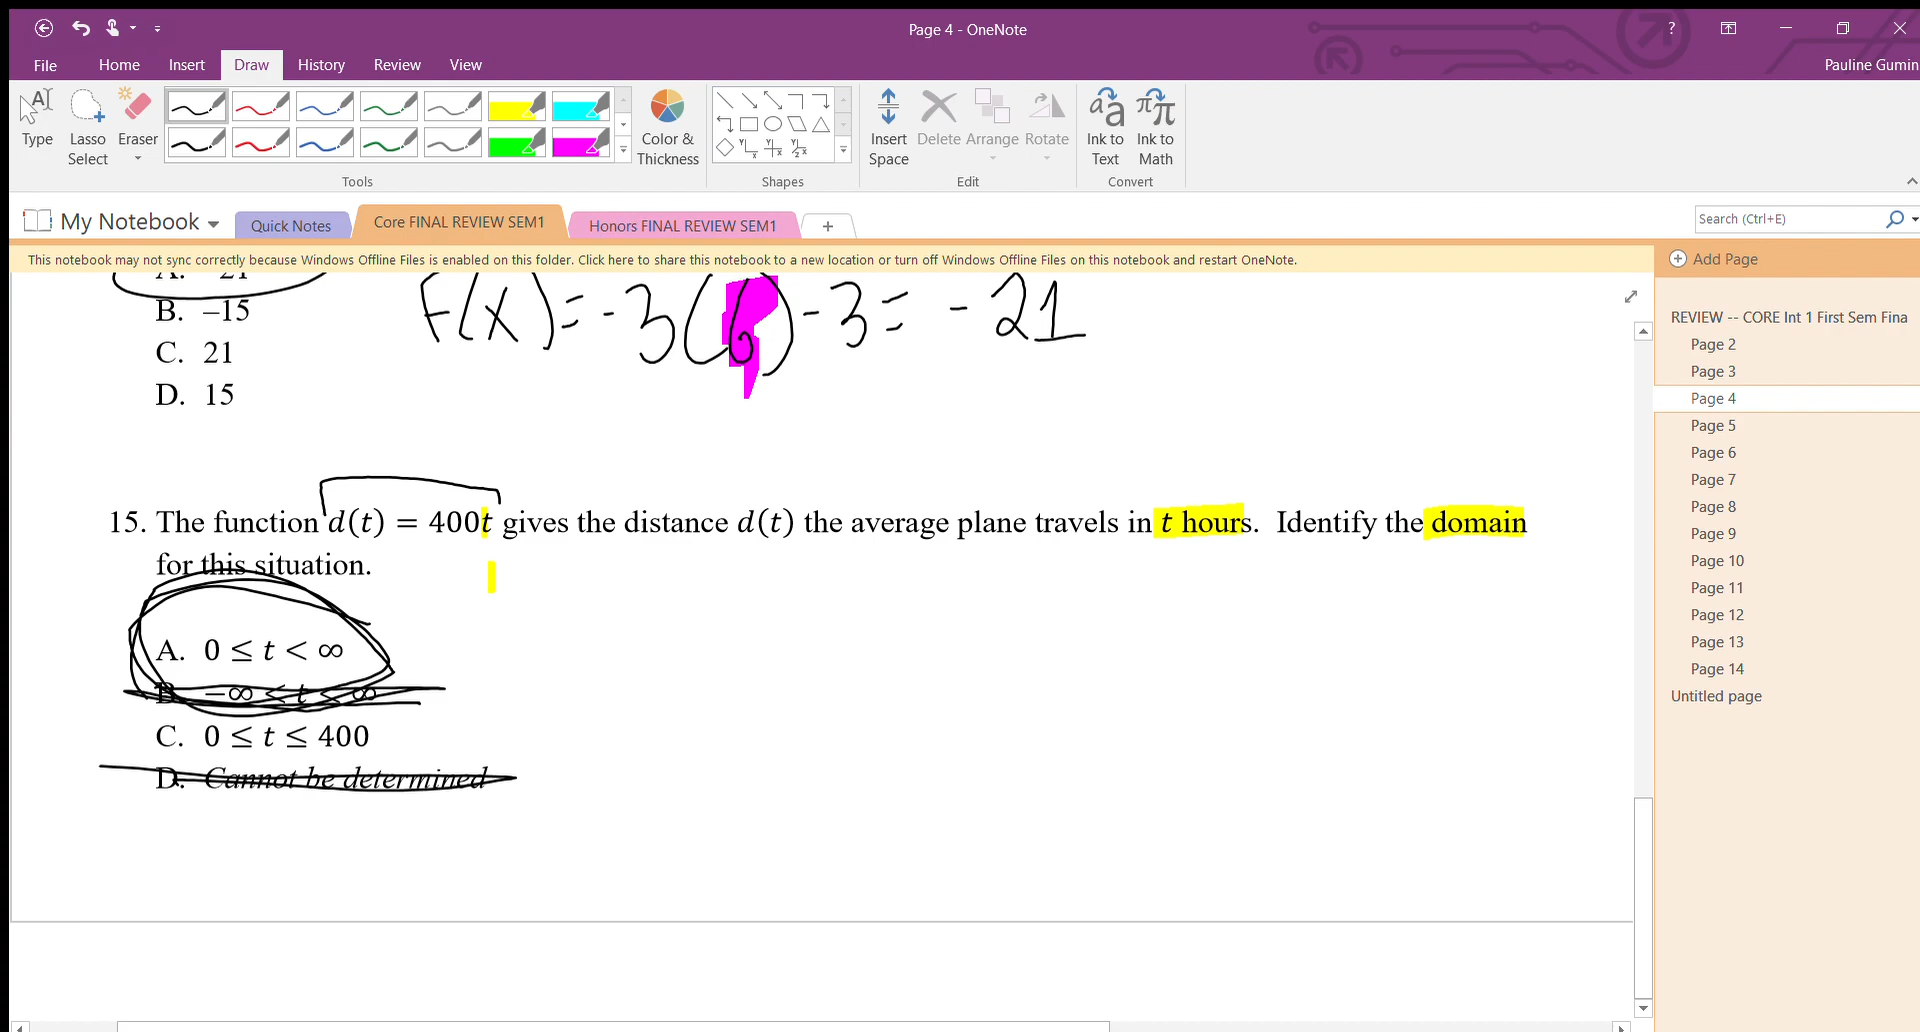 Page 4 - OneNote
?
File Home Insert Draw History Review View
Pauline Gumin
Type
Lasso Select
Eraser
Color & Thickness
Insert Space
Delete
Arrange
Rotate
Ink to Text
Ink to Math
Tools
Shapes
Edit
Convert
My Notebook
Quick Notes
Core FINAL REVIEW SEM1
Honors FINAL REVIEW SEM1
+
Search (Ctrl+E)
This notebook may not sync correctly because Windows Offline Files is enabled on this folder. Click here to share this notebook to a new location or turn off Windows Offline Files on this notebook and restart OneNote.
A. –21
B. –15
C. 21
D. 15
f(x) = -3(6) - 3 = -21
15. The function d(t) = 400t gives the distance d(t) the average plane travels in t hours. Identify the domain
for this situation.
A. 0 ≤ t < ∞
B. −∞ < t < ∞
C. 0 ≤ t ≤ 400
D. Cannot be determined
Add Page
REVIEW -- CORE Int 1 First Sem Fina
Page 2
Page 3
Page 4
Page 5
Page 6
Page 7
Page 8
Page 9
Page 10
Page 11
Page 12
Page 13
Page 14
Untitled page